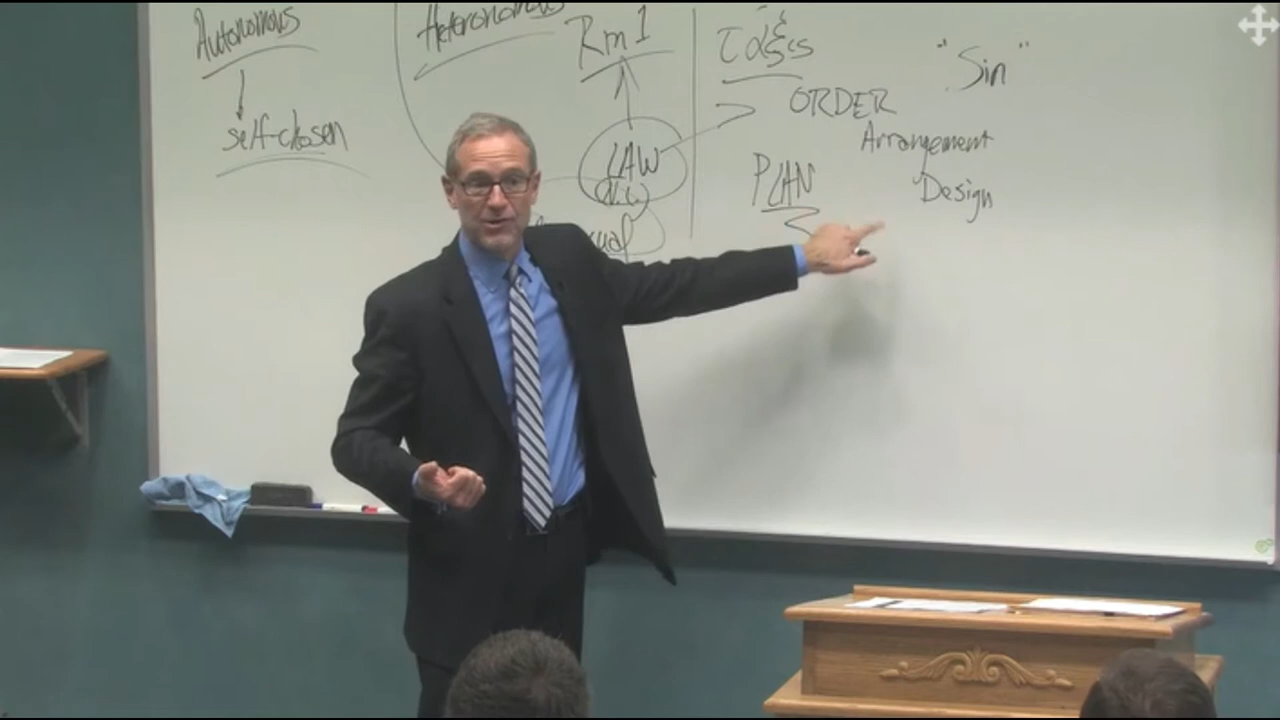 Autonomous
self-chosen
Heteronomous
Rm 1
LAW
τάξις
ORDER
Arrangement
Design
PLAN
"Sin"